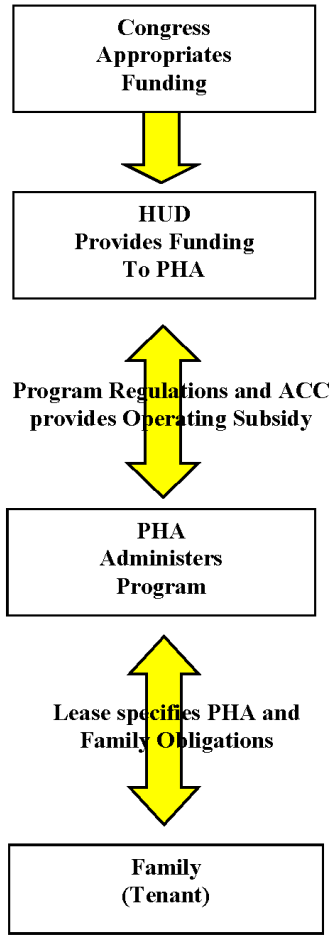 Congress
Appropriates
Funding
HUD
Provides Funding
To PHA
Program Regulations and ACC
provides Operating Subsidy
PHA
Administers
Program
Lease specifies PHA and
Family Obligations
Family
(Tenant)